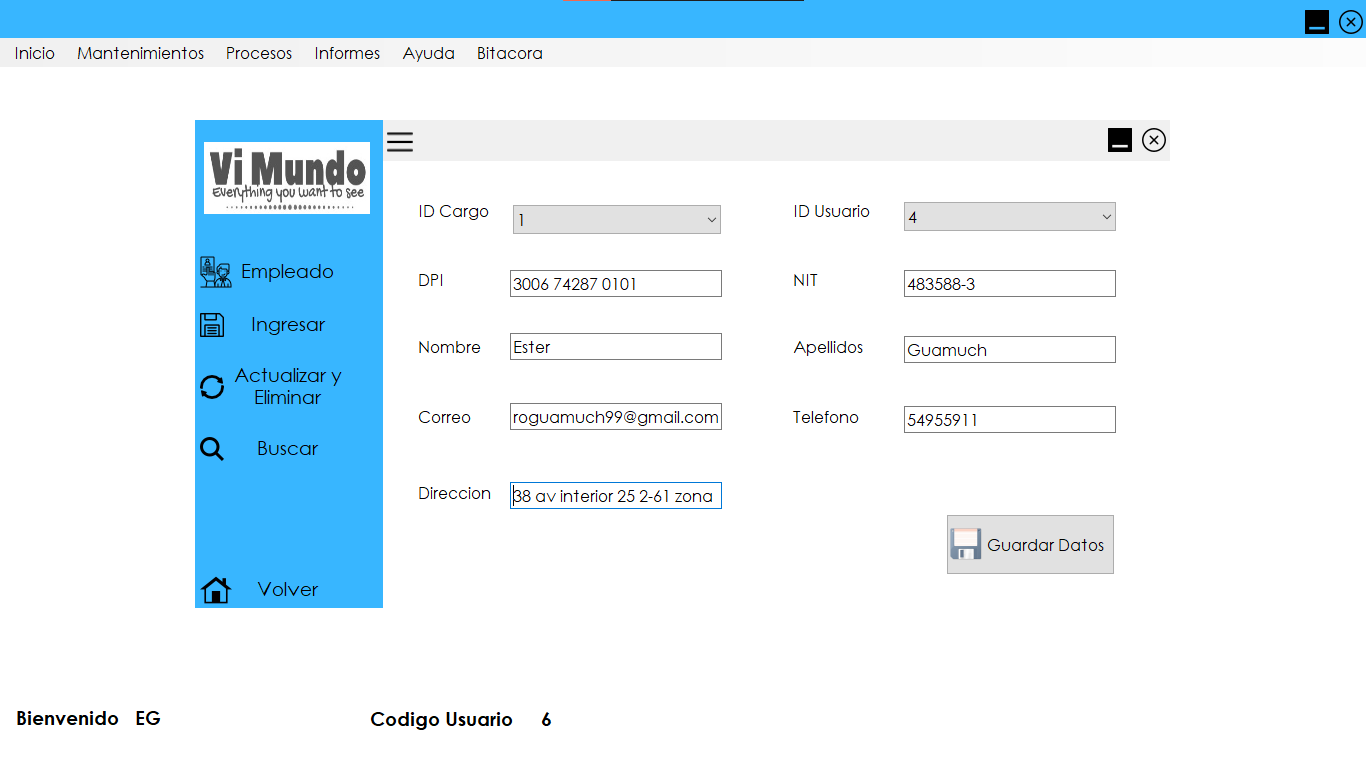 Inicio Mantenimientos Procesos Informes Ayuda Bitacora
Vi Mundo
Everything you want to see
ID Cargo 1 ID Usuario 4
Empleado
DPI 3006 74287 0101 NIT 483588-3
Ingresar
Nombre Ester Apellidos Guamuch
Actualizar y
Eliminar
Correo roguamuch99@gmail.com Telefono 54955911
Buscar
Direccion 38 av interior 25 2-61 zona
Guardar Datos
Volver
Bienvenido EG Codigo Usuario 6